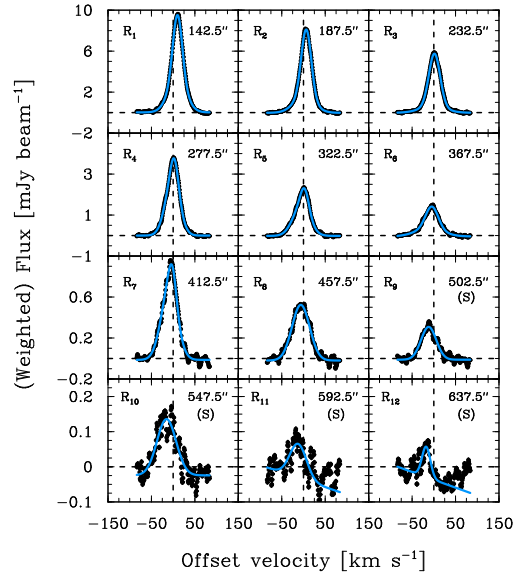 10
6
2
−2
R1 142.5"
R2 187.5"
R3 232.5"
3
1
−1
R4 277.5"
R5 322.5"
R6 367.5"
0.6
0.2
−0.2
R7 412.5"
R8 457.5"
R9 502.5"
(S)
0.2
0.1
0
−0.1
R10 547.5"
(S)
R11 592.5"
(S)
R12 637.5"
(S)
−150 −50 50 −50 50 −50 50 150
Offset velocity [km s⁻¹]
(Weighted) Flux [mJy beam⁻¹]